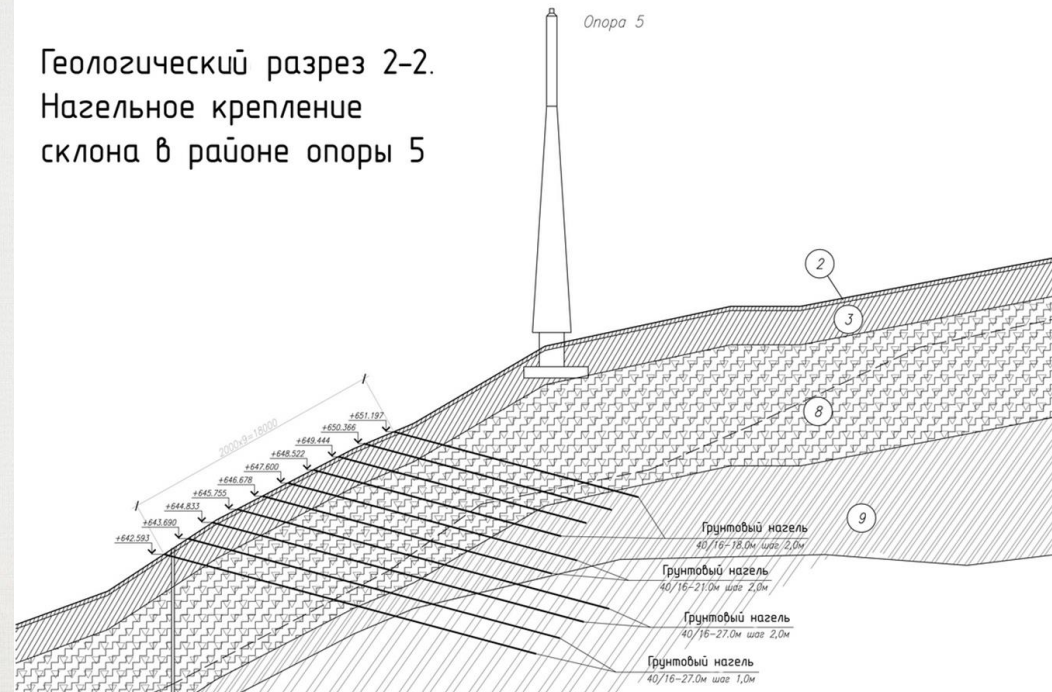 Опора 5
Геологический разрез 2-2.
Нагельное крепление
склона в районе опоры 5
2
3
8
9
2000х9=18000
+651.197
+650.366
+649.444
+648.522
+647.600
+646.678
+645.755
+644.833
+643.690
+642.593
Грунтовый нагель
40/16-18.0м шаг 2,0м
Грунтовый нагель
40/16-21.0м шаг 2,0м
Грунтовый нагель
40/16-27.0м шаг 2,0м
Грунтовый нагель
40/16-27.0м шаг 1,0м